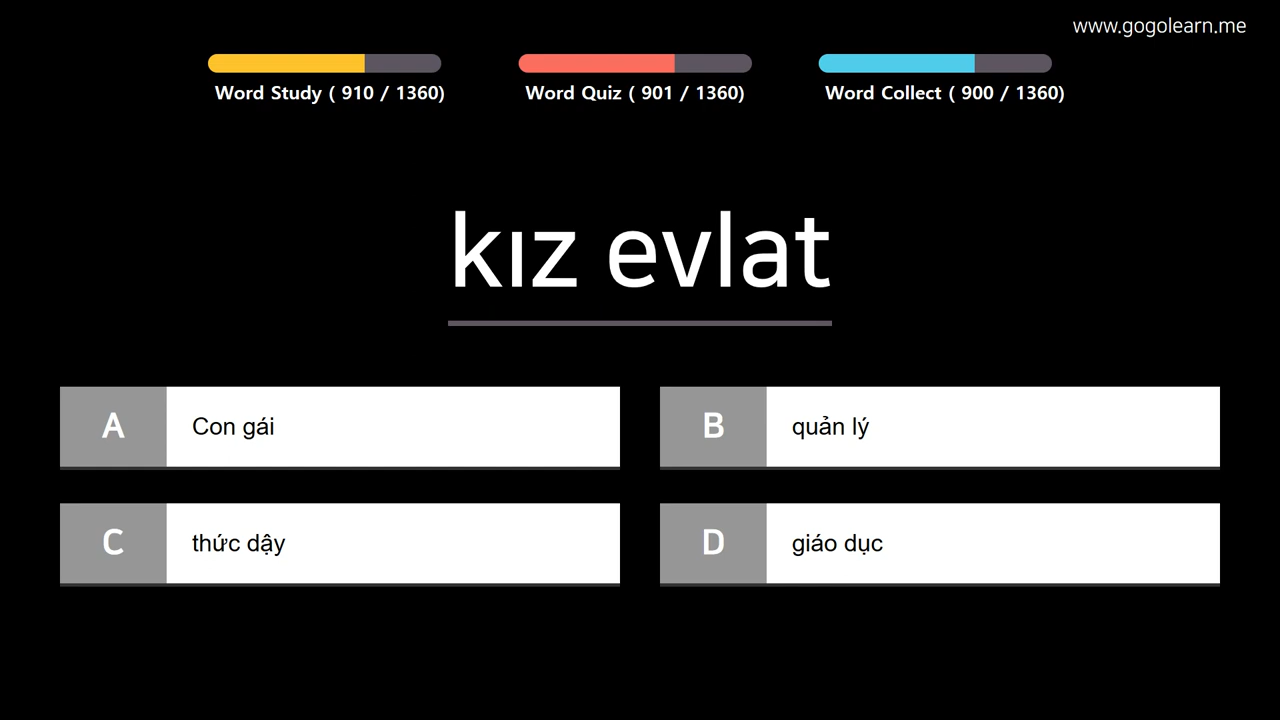 www.gogolearn.me
Word Study ( 910 / 1360)
Word Quiz ( 901 / 1360)
Word Collect ( 900 / 1360)
kız evlat
A Con gái
B quản lý
C thức dậy
D giáo dục